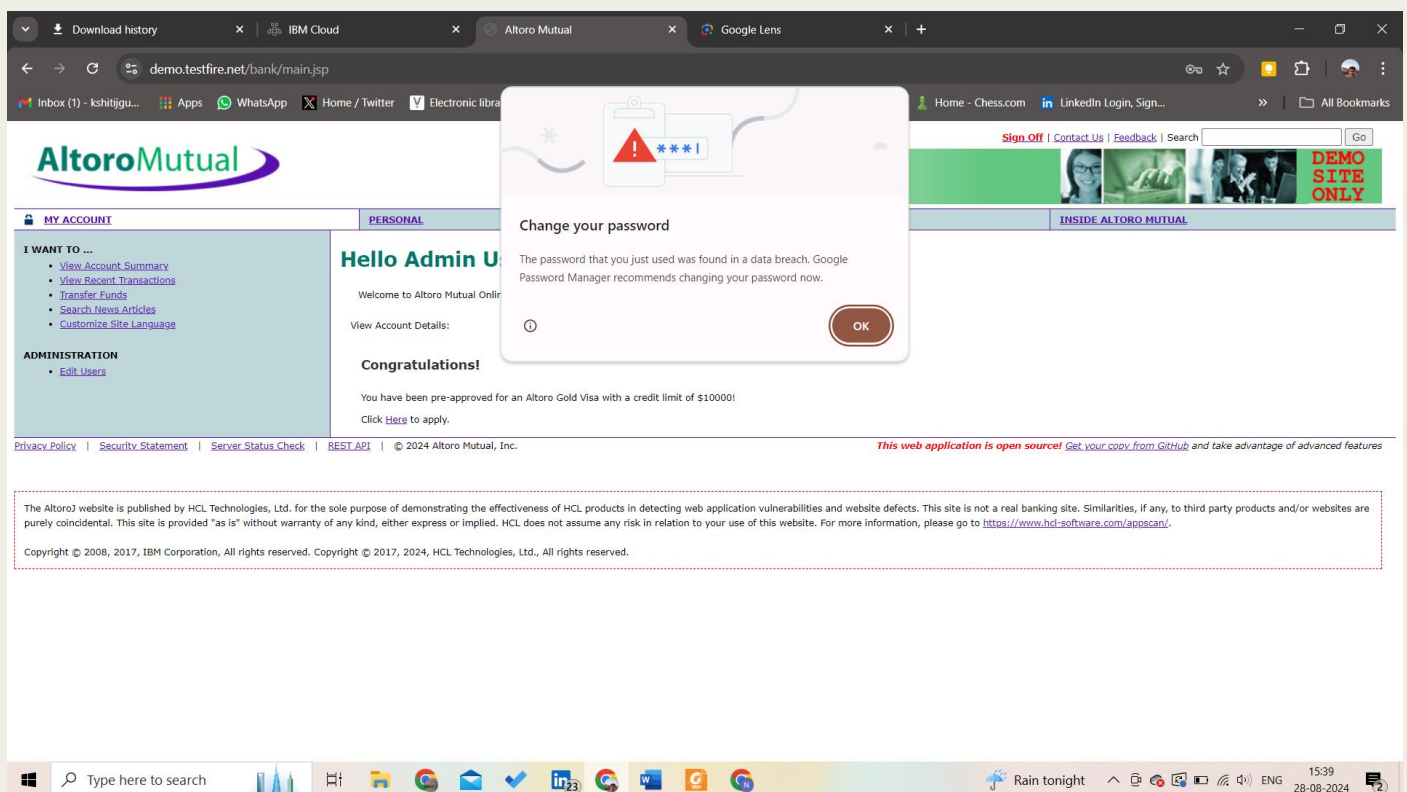 Download history
IBM Cloud
Altoro Mutual
Google Lens
demo.testfire.net/bank/main.jsp
Inbox (1) - kshitijgu...
Apps
WhatsApp
Home / Twitter
Electronic libra
Home - Chess.com
LinkedIn Login, Sign...
»
All Bookmarks
AltoroMutual
Sign Off | Contact Us | Feedback | Search
Go
DEMO
SITE
ONLY
MY ACCOUNT
PERSONAL
INSIDE ALTORO MUTUAL
I WANT TO ...
• View Account Summary
• View Recent Transactions
• Transfer Funds
• Search News Articles
• Customize Site Language
ADMINISTRATION
• Edit Users
Hello Admin U
Welcome to Altoro Mutual Onlin
View Account Details:
Congratulations!
You have been pre-approved for an Altoro Gold Visa with a credit limit of $10000!
Click Here to apply.
***|
Change your password
The password that you just used was found in a data breach. Google
Password Manager recommends changing your password now.
OK
Privacy Policy | Security Statement | Server Status Check | REST API | © 2024 Altoro Mutual, Inc.
This web application is open source! Get your copy from GitHub and take advantage of advanced features
The AltoroJ website is published by HCL Technologies, Ltd. for the sole purpose of demonstrating the effectiveness of HCL products in detecting web application vulnerabilities and website defects. This site is not a real banking site. Similarities, if any, to third party products and/or websites are
purely coincidental. This site is provided "as is" without warranty of any kind, either express or implied. HCL does not assume any risk in relation to your use of this website. For more information, please go to https://www.hcl-software.com/appscan/.
Copyright © 2008, 2017, IBM Corporation, All rights reserved. Copyright © 2017, 2024, HCL Technologies, Ltd., All rights reserved.
Type here to search
23
Rain tonight
ENG
15:39
28-08-2024
2